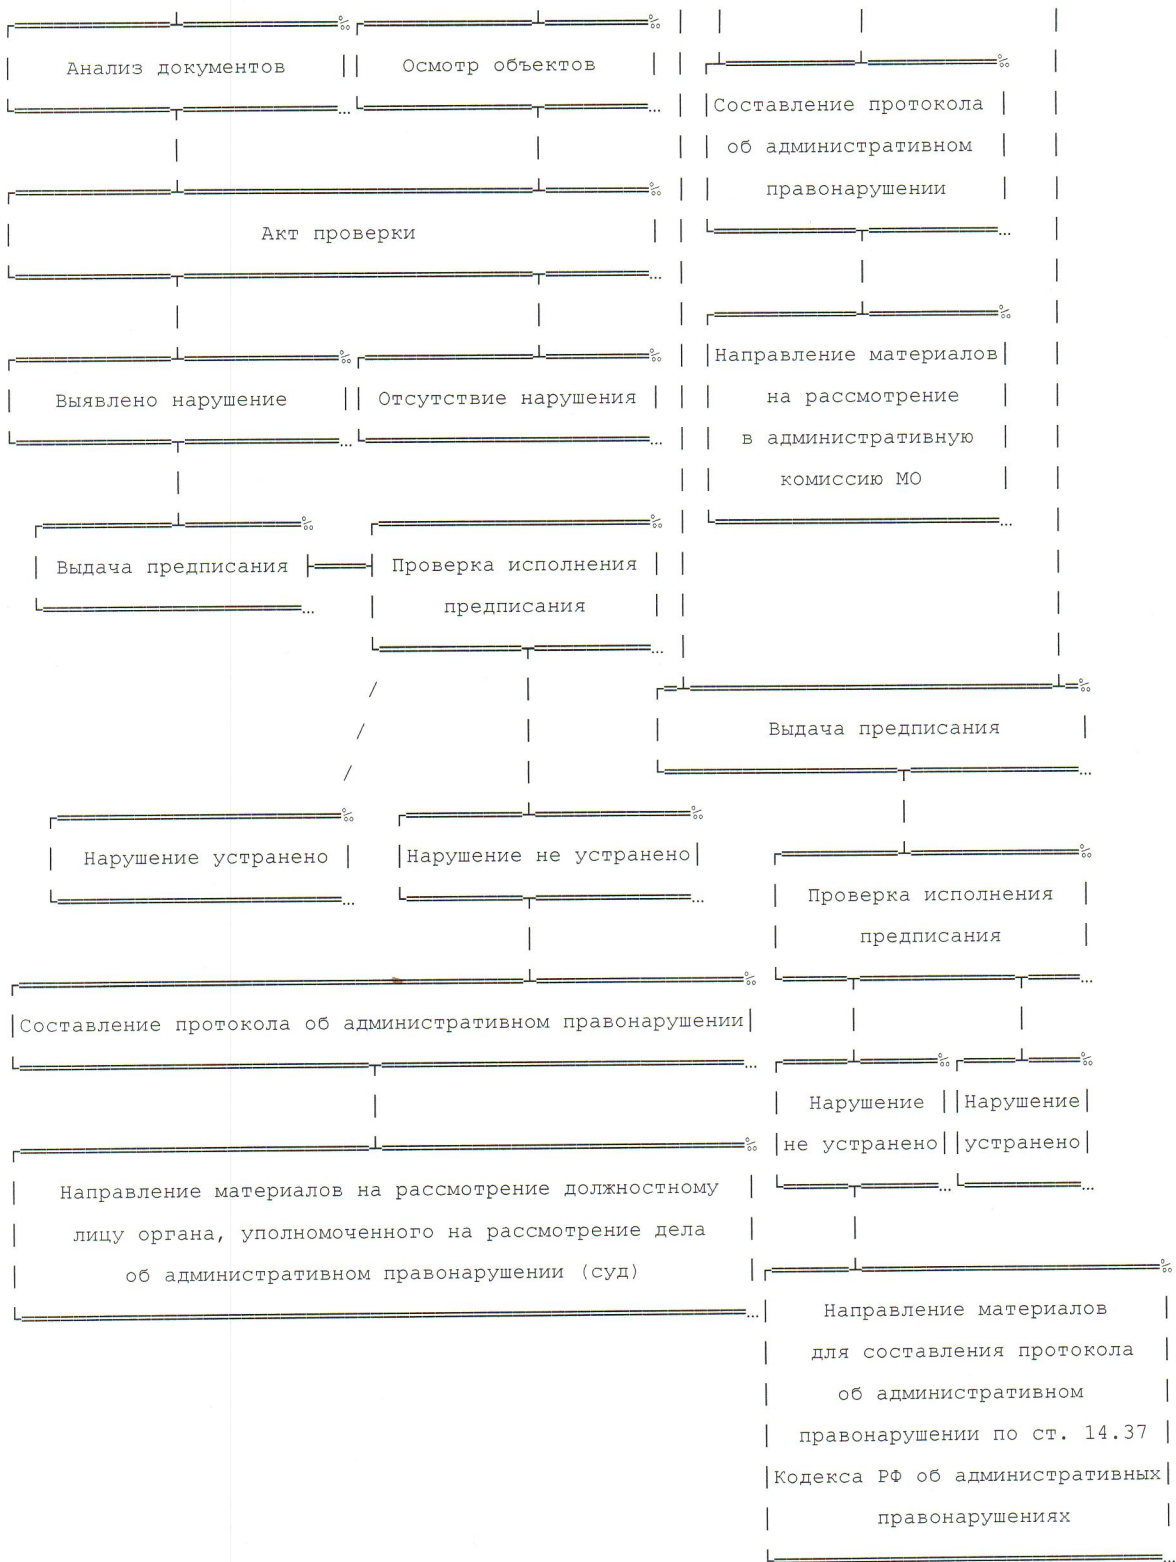 Анализ документов
Осмотр объектов
Составление протокола
об административном
правонарушении
Акт проверки
Направление материалов
на рассмотрение
в административную
комиссию МО
Выявлено нарушение
Отсутствие нарушения
Выдача предписания
Проверка исполнения
предписания
Выдача предписания
Нарушение устранено
Нарушение не устранено
Проверка исполнения
предписания
Составление протокола об административном правонарушении
Нарушение
не устранено
Нарушение
устранено
Направление материалов на рассмотрение должностному
лицу органа, уполномоченного на рассмотрение дела
об административном правонарушении (суд)
Направление материалов
для составления протокола
об административном
правонарушении по ст. 14.37
Кодекса РФ об административных
правонарушениях